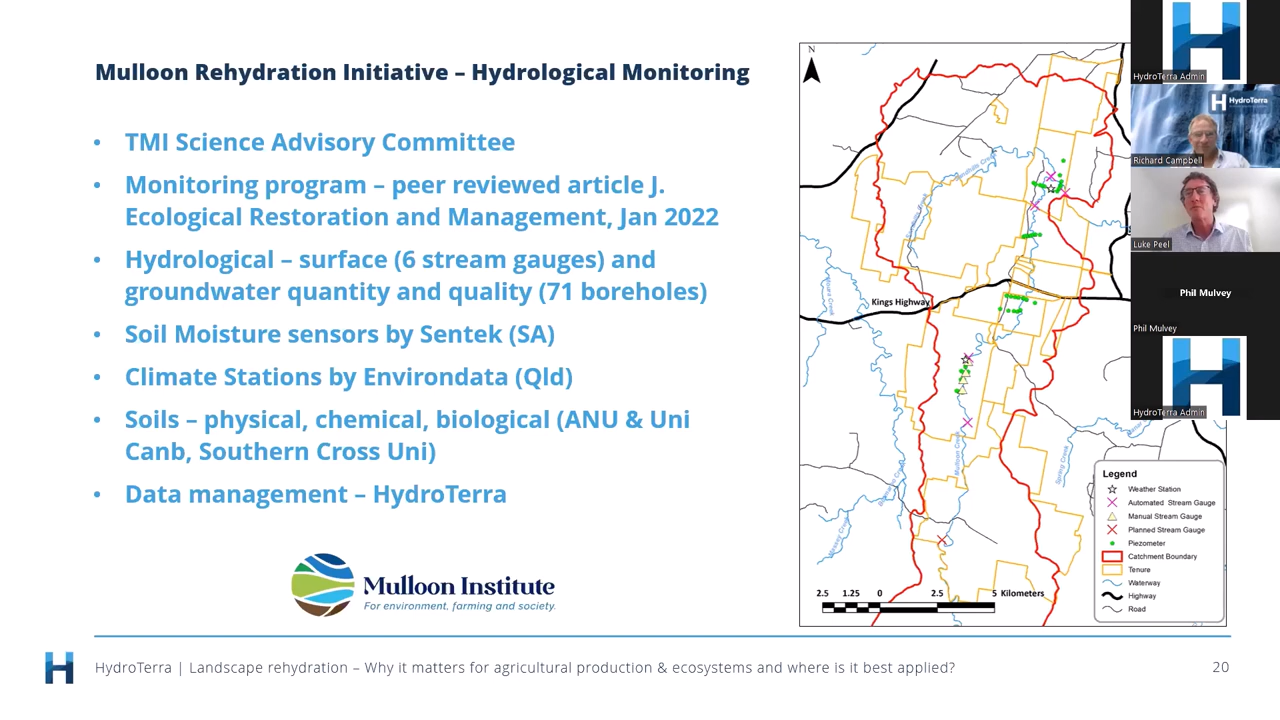 Mulloon Rehydration Initiative – Hydrological Monitoring
• TMI Science Advisory Committee
• Monitoring program – peer reviewed article J.
Ecological Restoration and Management, Jan 2022
• Hydrological – surface (6 stream gauges) and
groundwater quantity and quality (71 boreholes)
• Soil Moisture sensors by Sentek (SA)
• Climate Stations by Environdata (Qld)
• Soils – physical, chemical, biological (ANU & Uni
Canb, Southern Cross Uni)
• Data management – HydroTerra
Mulloon Institute
For environment, farming and society.
N
Kings Highway
Mulloon Creek
Spring Creek
Legend
Weather Station
Automated Stream Gauge
Manual Stream Gauge
Planned Stream Gauge
Piezometer
Catchment Boundary
Tenure
Waterway
Highway
Road
2.5 1.25 0 2.5 5 Kilometers
HydroTerra Admin
HydroTerra
Richard Campbell
Luke Peel
Phil Mulvey
Phil Mulvey
HydroTerra Admin
HydroTerra | Landscape rehydration – Why it matters for agricultural production & ecosystems and where is it best applied?
20